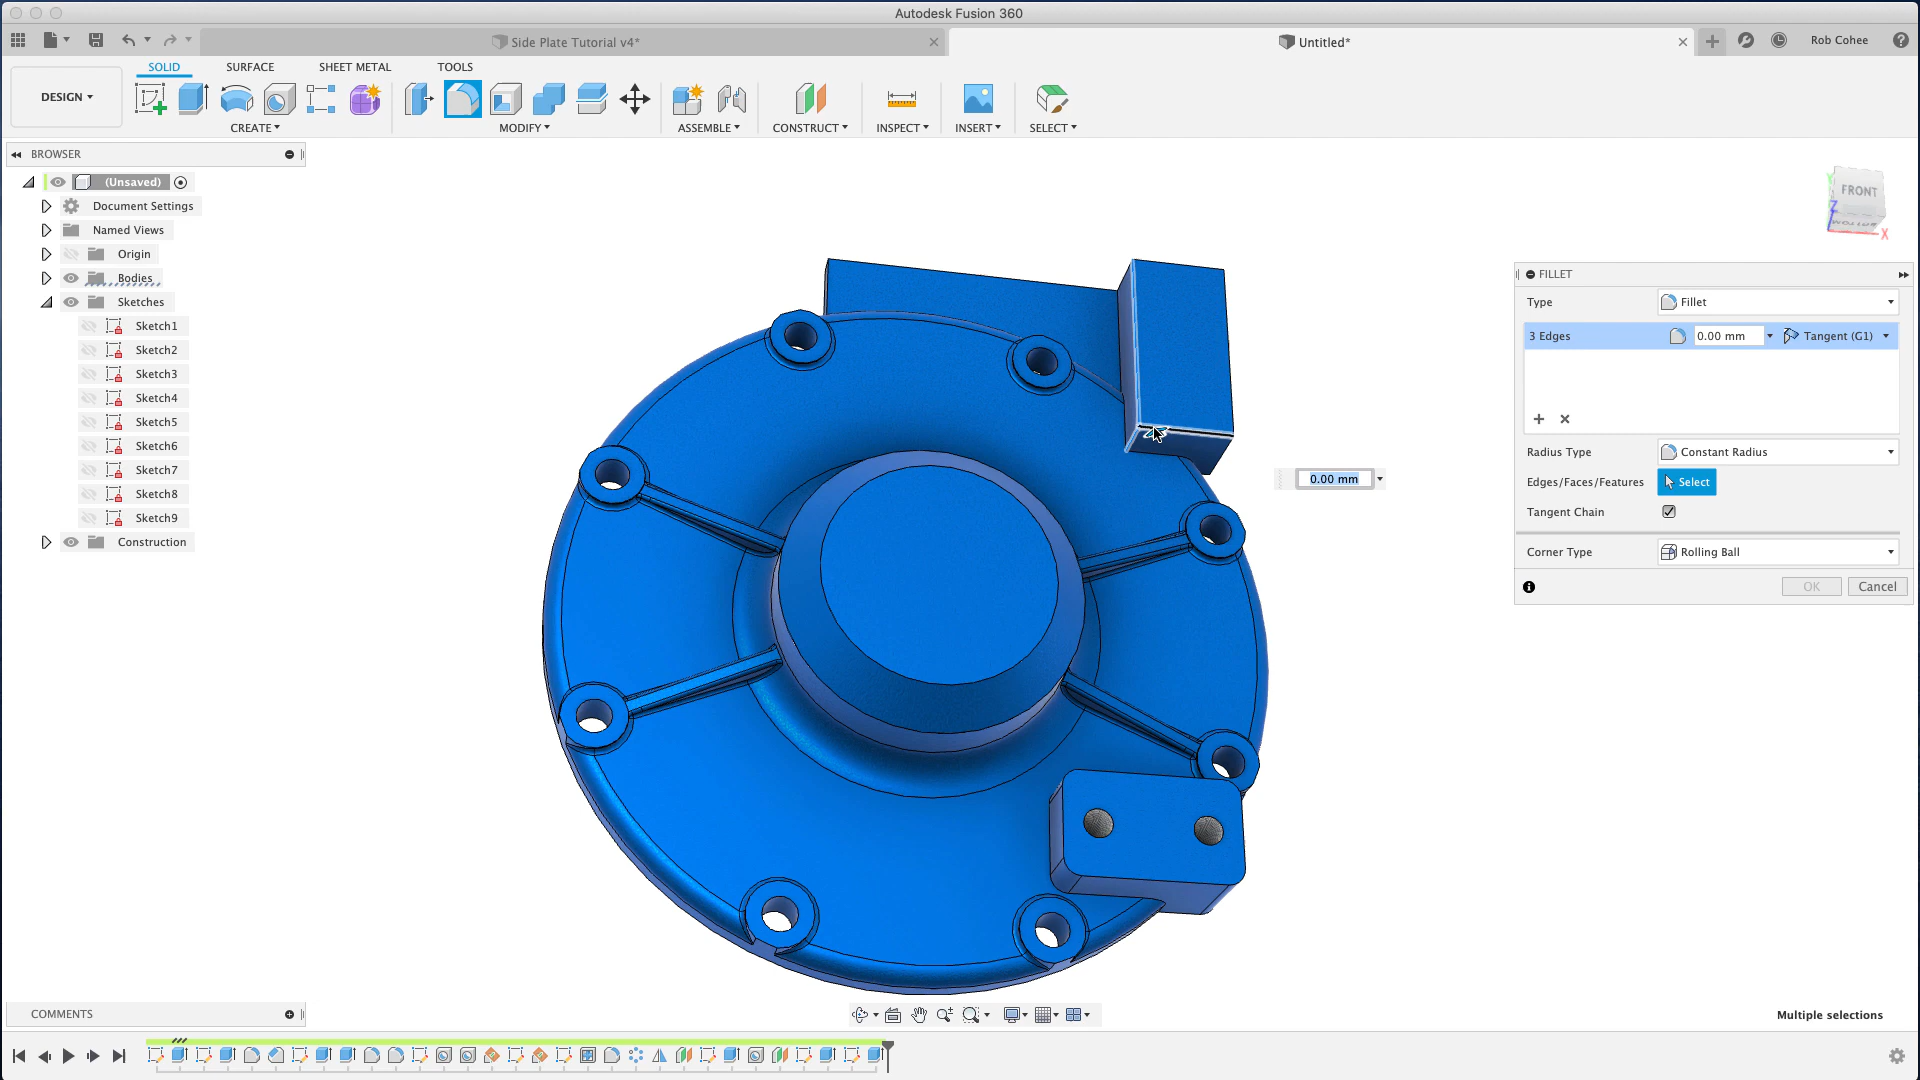 Autodesk Fusion 360
Side Plate Tutorial v4*
Untitled*
Rob Cohee
DESIGN
SOLID
SURFACE
SHEET METAL
TOOLS
CREATE
MODIFY
ASSEMBLE
CONSTRUCT
INSPECT
INSERT
SELECT
BROWSER
(Unsaved)
Document Settings
Named Views
Origin
Bodies
Sketches
Sketch1
Sketch2
Sketch3
Sketch4
Sketch5
Sketch6
Sketch7
Sketch8
Sketch9
Construction
FRONT
Y
Z
X
FILLET
Type
Fillet
3 Edges
0.00 mm
Tangent (G1)
Radius Type
Constant Radius
Edges/Faces/Features
Select
Tangent Chain
Corner Type
Rolling Ball
OK
Cancel
0.00 mm
COMMENTS
Multiple selections